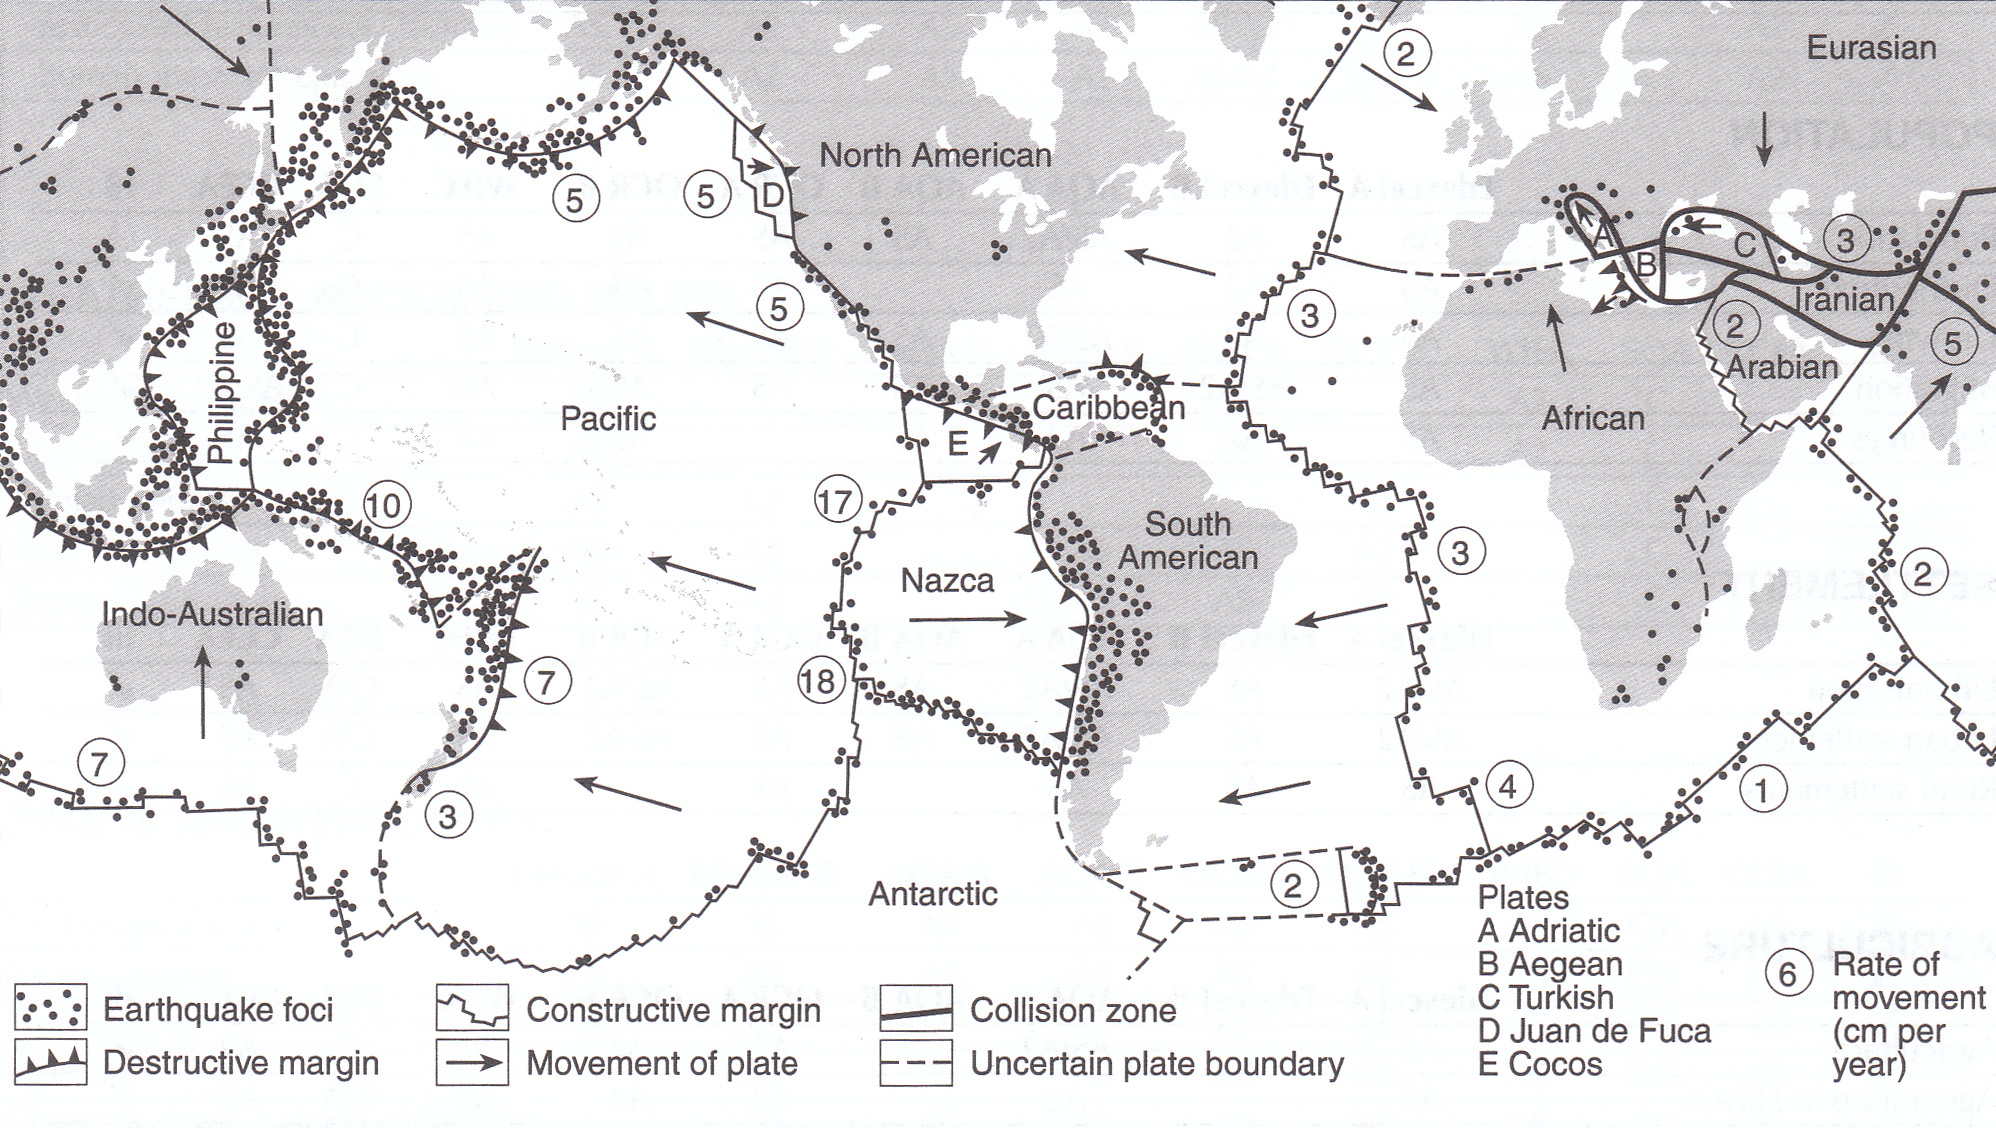 2
Eurasian
North American
5
5
D
A
B
C
3
5
3
Iranian
2
5
Arabian
Philippine
Pacific
Caribbean
African
E
10
17
South
American
3
Nazca
2
Indo-Australian
7
18
7
3
4
1
Antarctic
2
Plates
A Adriatic
B Aegean
C Turkish
D Juan de Fuca
E Cocos
6
Rate of
movement
(cm per
year)
Earthquake foci
Constructive margin
Collision zone
Destructive margin
Movement of plate
Uncertain plate boundary